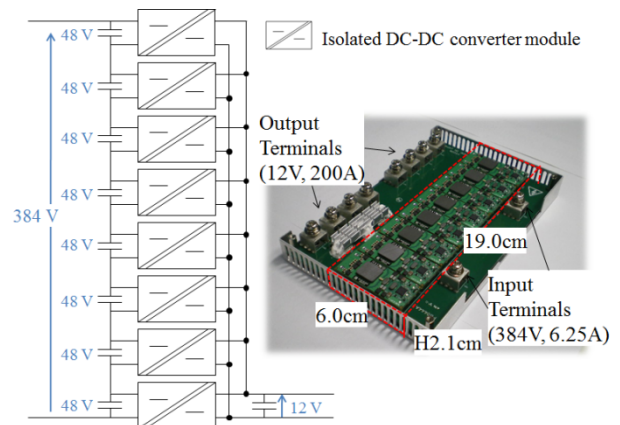 48 V
Isolated DC-DC converter module
48 V
48 V
48 V
384 V
48 V
48 V
48 V
48 V
12 V
Output
Terminals
(12V, 200A)
19.0cm
6.0cm
H2.1cm
Input
Terminals
(384V, 6.25A)